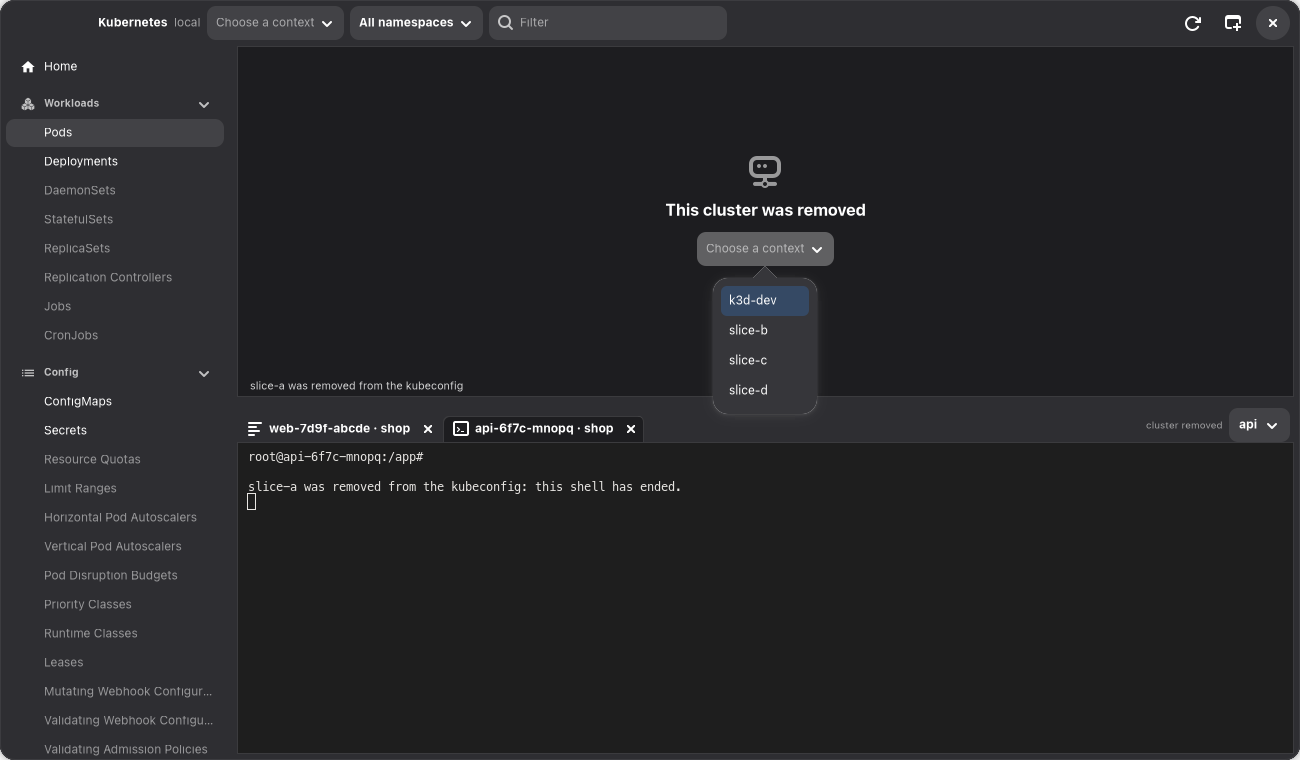 Kubernetes local Choose a context All namespaces Filter
Home
Workloads
Pods
Deployments
DaemonSets
StatefulSets
ReplicaSets
Replication Controllers
Jobs
CronJobs
Config
ConfigMaps
Secrets
Resource Quotas
Limit Ranges
Horizontal Pod Autoscalers
Vertical Pod Autoscalers
Pod Disruption Budgets
Priority Classes
Runtime Classes
Leases
Mutating Webhook Configur...
Validating Webhook Configu...
Validating Admission Policies
This cluster was removed
Choose a context
k3d-dev
slice-b
slice-c
slice-d
slice-a was removed from the kubeconfig
web-7d9f-abcde · shop api-6f7c-mnopq · shop cluster removed api
root@api-6f7c-mnopq:/app#
slice-a was removed from the kubeconfig: this shell has ended.